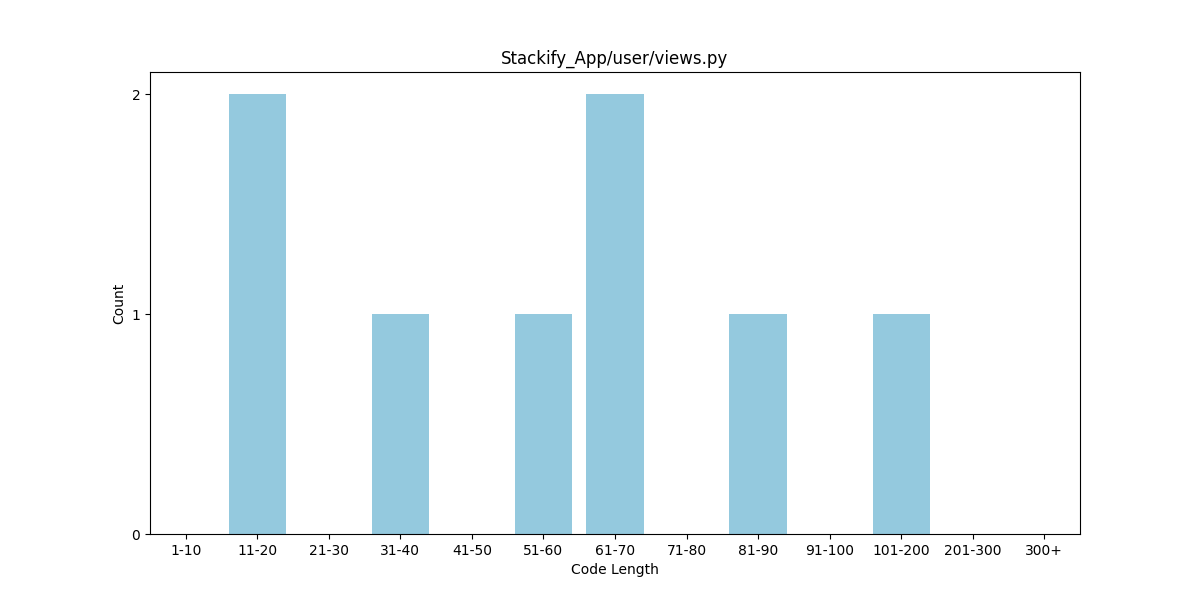 Stackify_App/user/views.py
Count
2
1
0
1-10 11-20 21-30 31-40 41-50 51-60 61-70 71-80 81-90 91-100 101-200 201-300 300+
Code Length